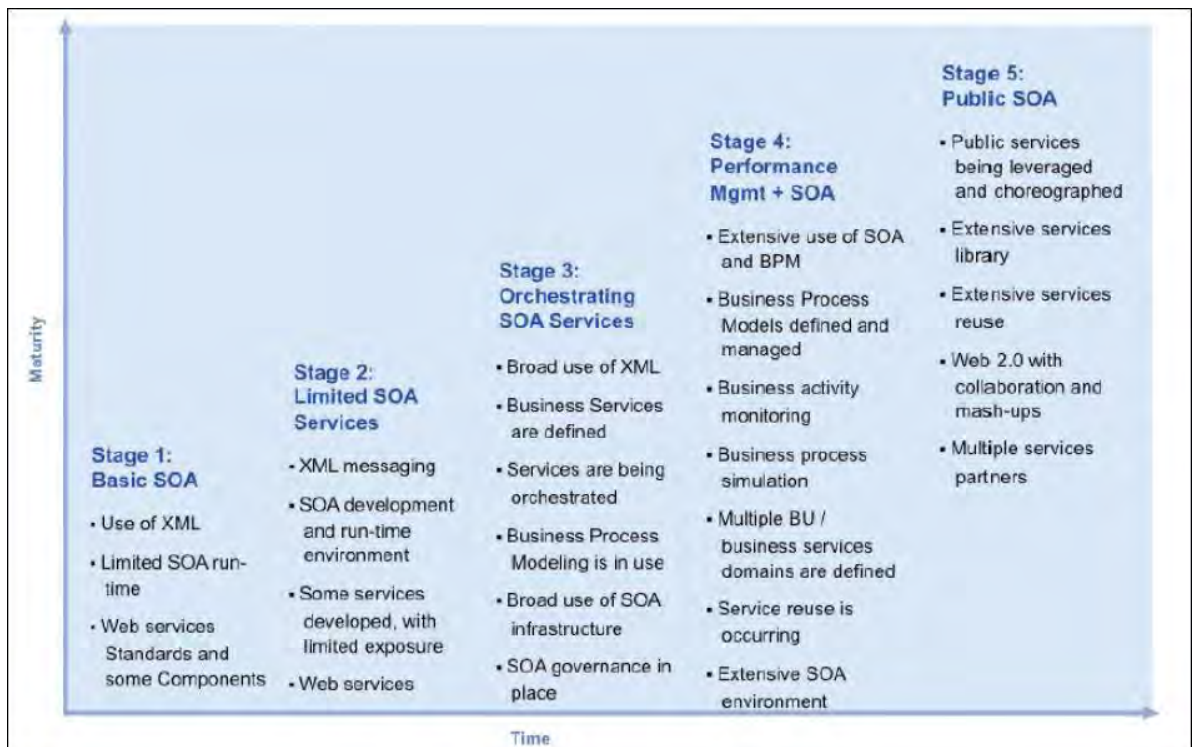 Maturity
Stage 1:
Basic SOA
• Use of XML
• Limited SOA run-
time
• Web services
Standards and
some Components
Stage 2:
Limited SOA
Services
• XML messaging
• SOA development
and run-time
environment
• Some services
developed, with
limited exposure
• Web services
Stage 3:
Orchestrating
SOA Services
• Broad use of XML
• Business Services
are defined
• Services are being
orchestrated
• Business Process
Modeling is in use
• Broad use of SOA
infrastructure
• SOA governance in
place
Stage 4:
Performance
Mgmt + SOA
• Extensive use of SOA
and BPM
• Business Process
Models defined and
managed
• Business activity
monitoring
• Business process
simulation
• Multiple BU /
business services
domains are defined
• Service reuse is
occurring
• Extensive SOA
environment
Stage 5:
Public SOA
• Public services
being leveraged
and choreographed
• Extensive services
library
• Extensive services
reuse
• Web 2.0 with
collaboration and
mash-ups
• Multiple services
partners
Time